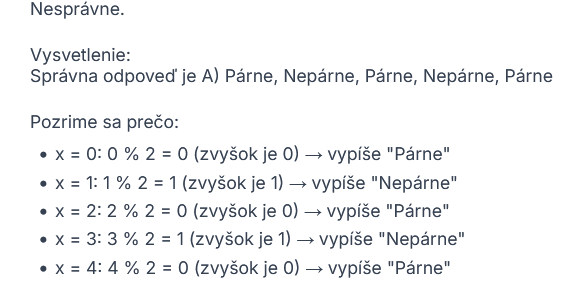 Nesprávne.
Vysvetlenie:
Správna odpoveď je A) Párne, Nepárne, Párne, Nepárne, Párne
Pozrime sa prečo:
• x = 0: 0 % 2 = 0 (zvyšok je 0) → vypíše "Párne"
• x = 1: 1 % 2 = 1 (zvyšok je 1) → vypíše "Nepárne"
• x = 2: 2 % 2 = 0 (zvyšok je 0) → vypíše "Párne"
• x = 3: 3 % 2 = 1 (zvyšok je 1) → vypíše "Nepárne"
• x = 4: 4 % 2 = 0 (zvyšok je 0) → vypíše "Párne"